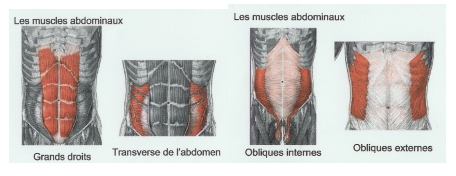 Les muscles abdominaux
Grands droits
Transverse de l'abdomen
Les muscles abdominaux
Obliques internes
Obliques externes